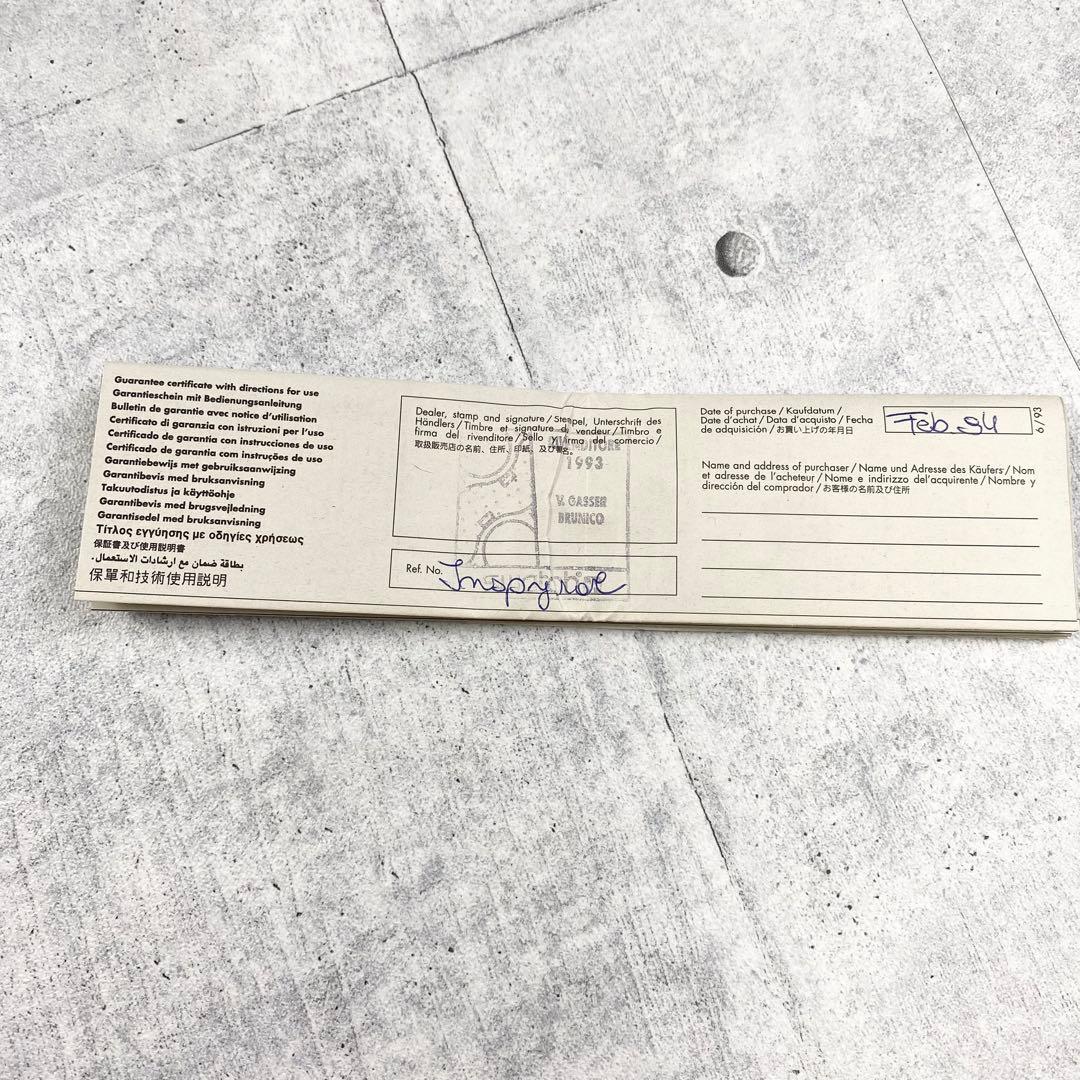 Guarantee certificate with directions for use
Garantieschein mit Bedienungsanleitung
Bulletin de garantie avec notice d'utilisation
Certificato di garanzia con istruzioni per l'uso
Certificado de garantía con instrucciones de uso
Certificado de garantia com instruções de uso
Garantiebewijs met gebruiksaanwijzing
Garantibevis med bruksanvisning
Takuutodistus ja käyttöohje
Garantibevis med brugsvejledning
Garantisedel med bruksanvisning
Τίτλος εγγύησης με οδηγίες χρήσεως
保証書及び使用説明書
بطاقة ضمان مع ارشادات الاستعمال.
保單和技術使用説明
Dealer, stamp and signature / Stempel, Unterschrift des
Händlers / Timbre et signature du vendeur / Timbro e
firma del rivenditore / Sello y firma del comercio /
取扱販売店の名前、住所、印紙、及び署名。
1993
V. GASSER
BRUNICO
Ref. No.
Date of purchase / Kaufdatum /
Date d'achat / Data d'acquisto / Fecha
de adquisición / お買い上げの年月日
Feb 94
6 / 93
Name and address of purchaser / Name und Adresse des Käufers / Nom
et adresse de l'acheteur / Nome e indirizzo del'acquirente / Nombre y
dirección del comprador / お客様の名前及び住所